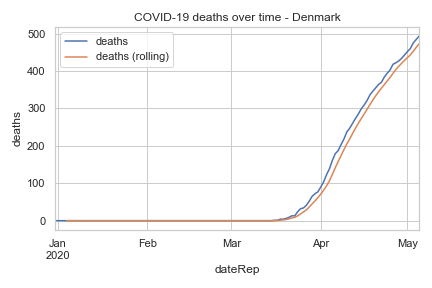 COVID-19 deaths over time - Denmark
deaths
deaths (rolling)
500
400
300
200
100
0
deaths
Jan
2020
Feb
Mar
Apr
May
dateRep